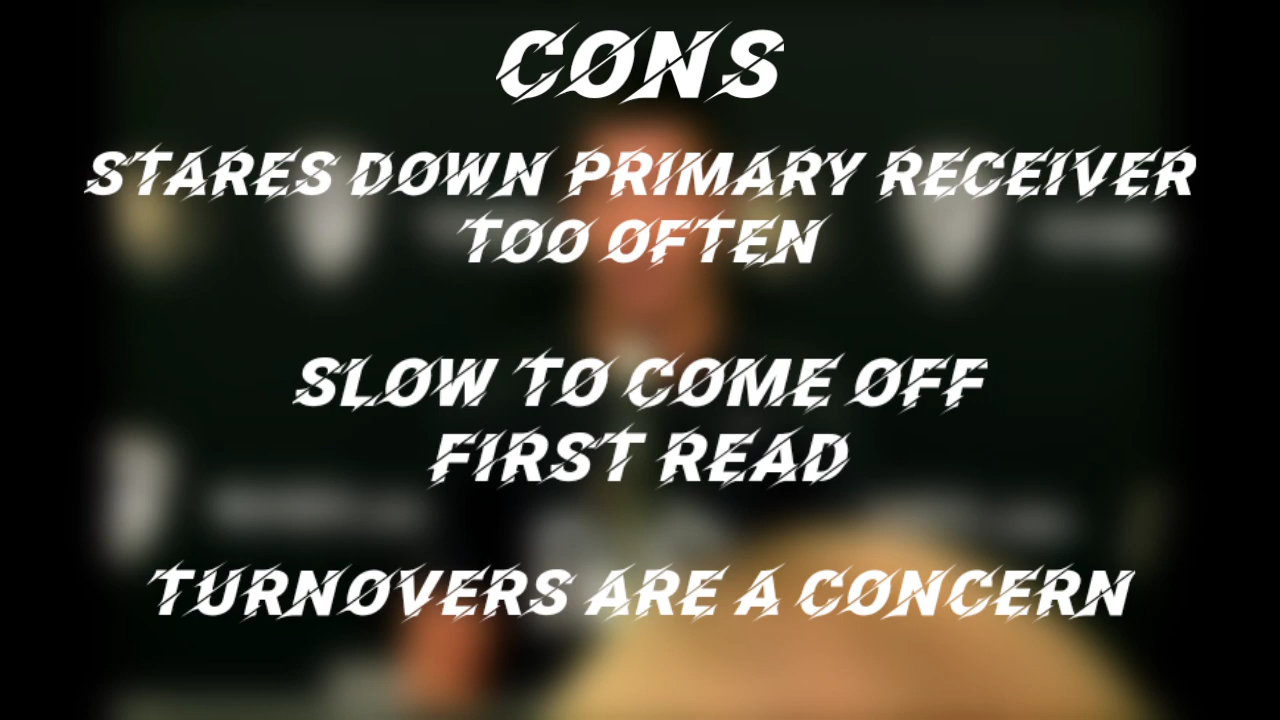 CONS
STARES DOWN PRIMARY RECEIVER
TOO OFTEN
SLOW TO COME OFF
FIRST READ
TURNOVERS ARE A CONCERN